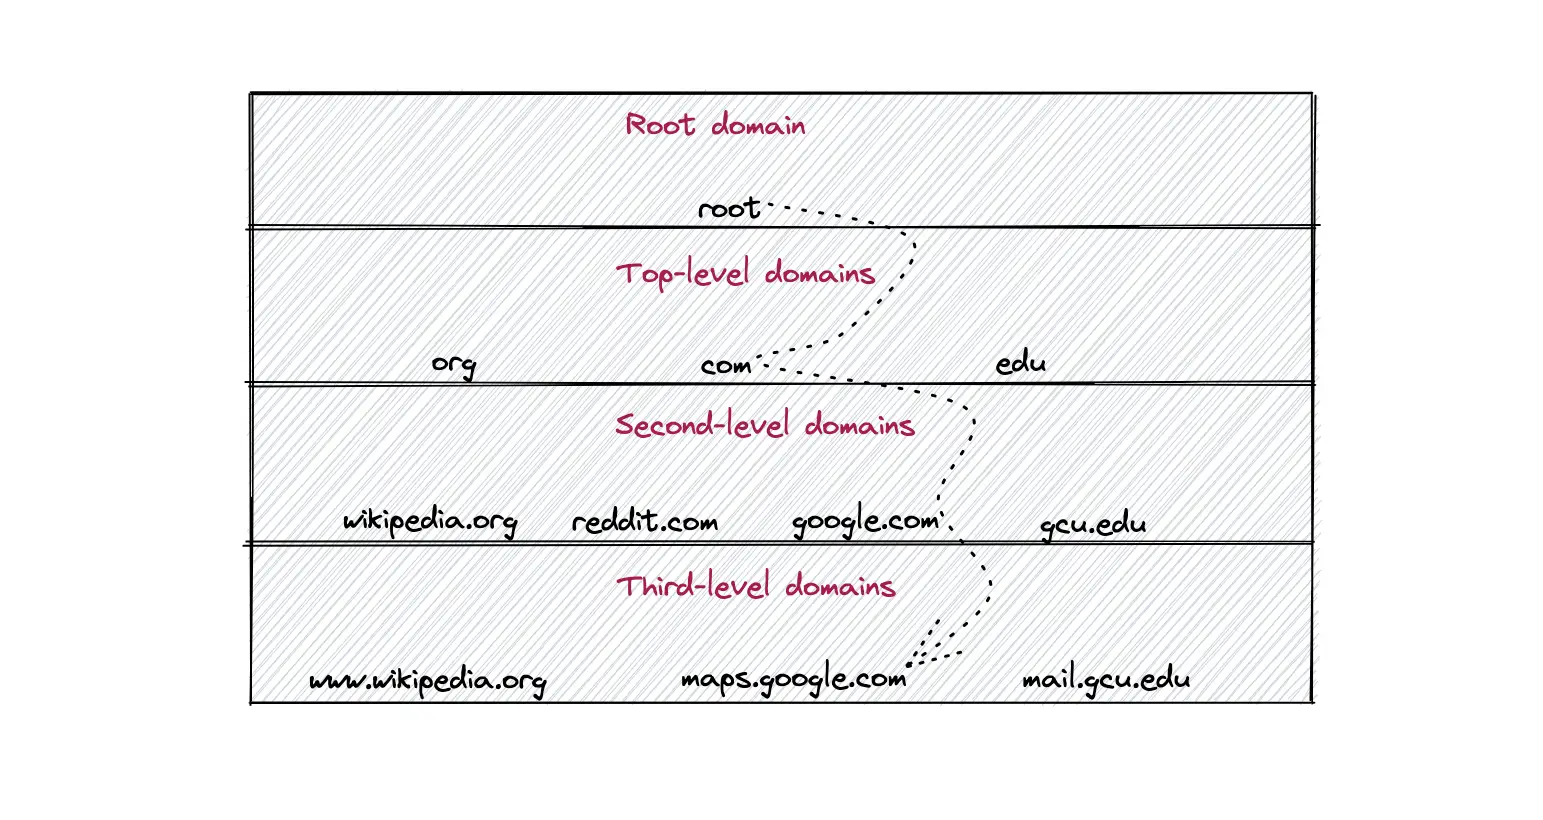 Root domain
root
Top-level domains
org com edu
Second-level domains
wikipedia.org reddit.com google.com gcu.edu
Third-level domains
www.wikipedia.org maps.google.com mail.gcu.edu